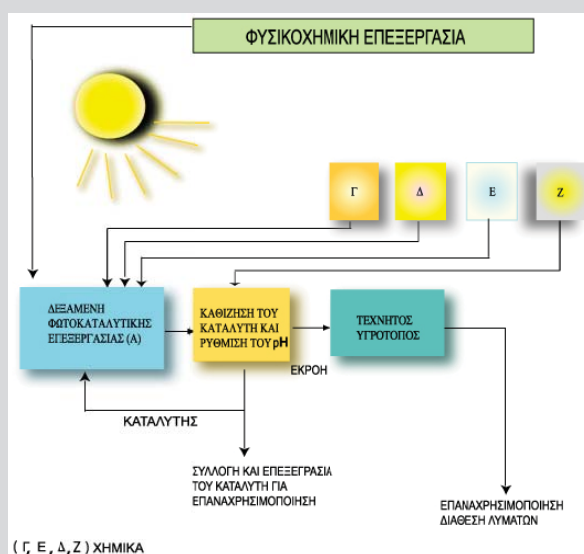 ΦΥΣΙΚΟΧΗΜΙΚΗ ΕΠΕΞΕΡΓΑΣΙΑ
Γ Δ Ε Ζ
ΔΕΞΑΜΕΝΗ
ΦΩΤΟΚΑΤΑΛΥΤΙΚΗΣ
ΕΠΕΞΕΡΓΑΣΙΑΣ (Α)
ΚΑΘΙΖΗΣΗ ΤΟΥ
ΚΑΤΑΛΥΤΗ ΚΑΙ
ΡΥΘΜΙΣΗ ΤΟΥ pH
ΤΕΧΝΗΤΟΣ
ΥΓΡΟΤΟΠΟΣ
ΕΚΡΟΗ
ΚΑΤΑΛΥΤΗΣ
ΣΥΛΛΟΓΗ ΚΑΙ ΕΠΕΞΕΓΡΑΣΙΑ
ΤΟΥ ΚΑΤΑΛΥΤΗ ΓΙΑ
ΕΠΑΝΑΧΡΗΣΙΜΟΠΟΙΗΣΗ
ΕΠΑΝΑΧΡΗΣΙΜΟΠΟΙΗΣΗ
ΔΙΑΘΕΣΗ ΛΥΜΑΤΩΝ
( Γ, Ε , Δ, Ζ ) ΧΗΜΙΚΑ